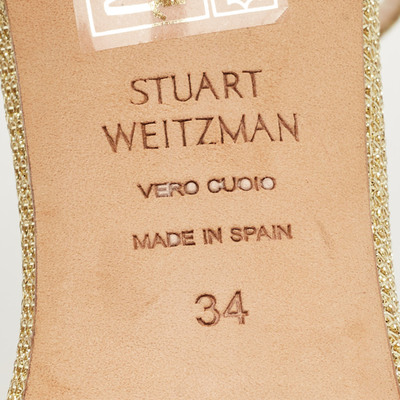 STUART
WEITZMAN
VERO CUOIO
MADE IN SPAIN
34